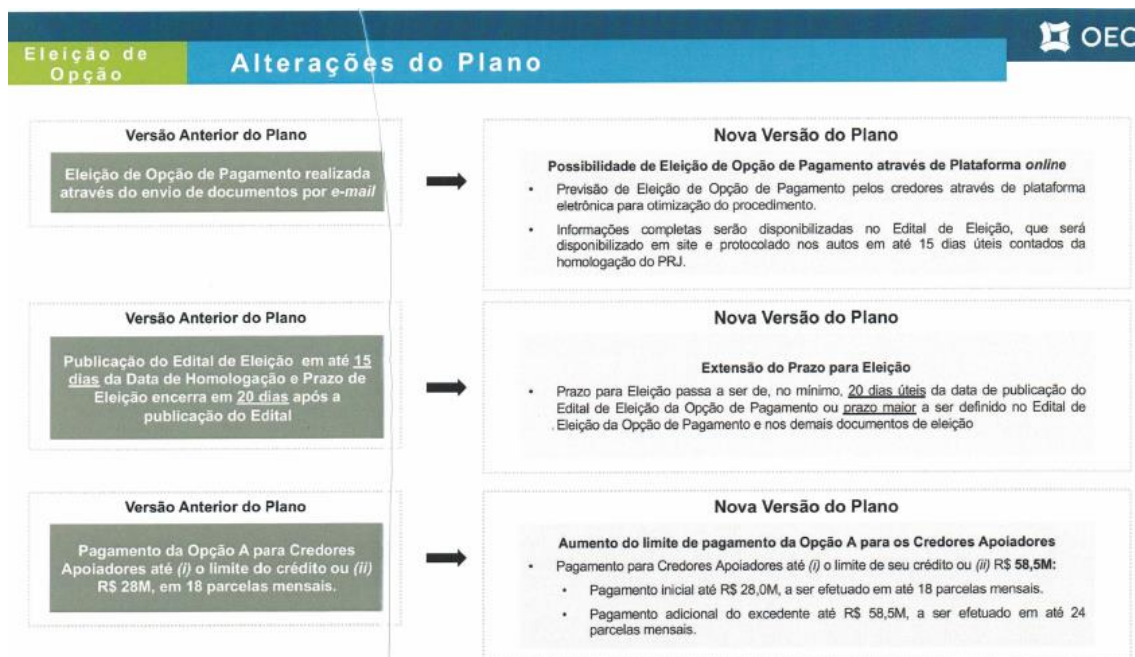 OEC
Eleição de
Opção
Alterações do Plano
Versão Anterior do Plano
Eleição de Opção de Pagamento realizada
através do envio de documentos por e-mail
Nova Versão do Plano
Possibilidade de Eleição de Opção de Pagamento através de Plataforma online
• Previsão de Eleição de Opção de Pagamento pelos credores através de plataforma
eletrônica para otimização do procedimento.
• Informações completas serão disponibilizadas no Edital de Eleição, que será
disponibilizado em site e protocolado nos autos em até 15 dias úteis contados da
homologação do PRJ.
Versão Anterior do Plano
Publicação do Edital de Eleição em até 15
dias da Data de Homologação e Prazo de
Eleição encerra em 20 dias após a
publicação do Edital
Nova Versão do Plano
Extensão do Prazo para Eleição
• Prazo para Eleição passa a ser de, no mínimo, 20 dias úteis da data de publicação do
Edital de Eleição da Opção de Pagamento ou prazo maior a ser definido no Edital de
Eleição da Opção de Pagamento e nos demais documentos de eleição
Versão Anterior do Plano
Pagamento da Opção A para Credores
Apoiadores até (i) o limite do crédito ou (ii)
R$ 28M, em 18 parcelas mensais.
Nova Versão do Plano
Aumento do limite de pagamento da Opção A para os Credores Apoiadores
• Pagamento para Credores Apoiadores até (i) o limite de seu crédito ou (ii) R$ 58,5M:
• Pagamento inicial até R$ 28,0M, a ser efetuado em até 18 parcelas mensais.
• Pagamento adicional do excedente até R$ 58,5M, a ser efetuado em até 24
parcelas mensais.